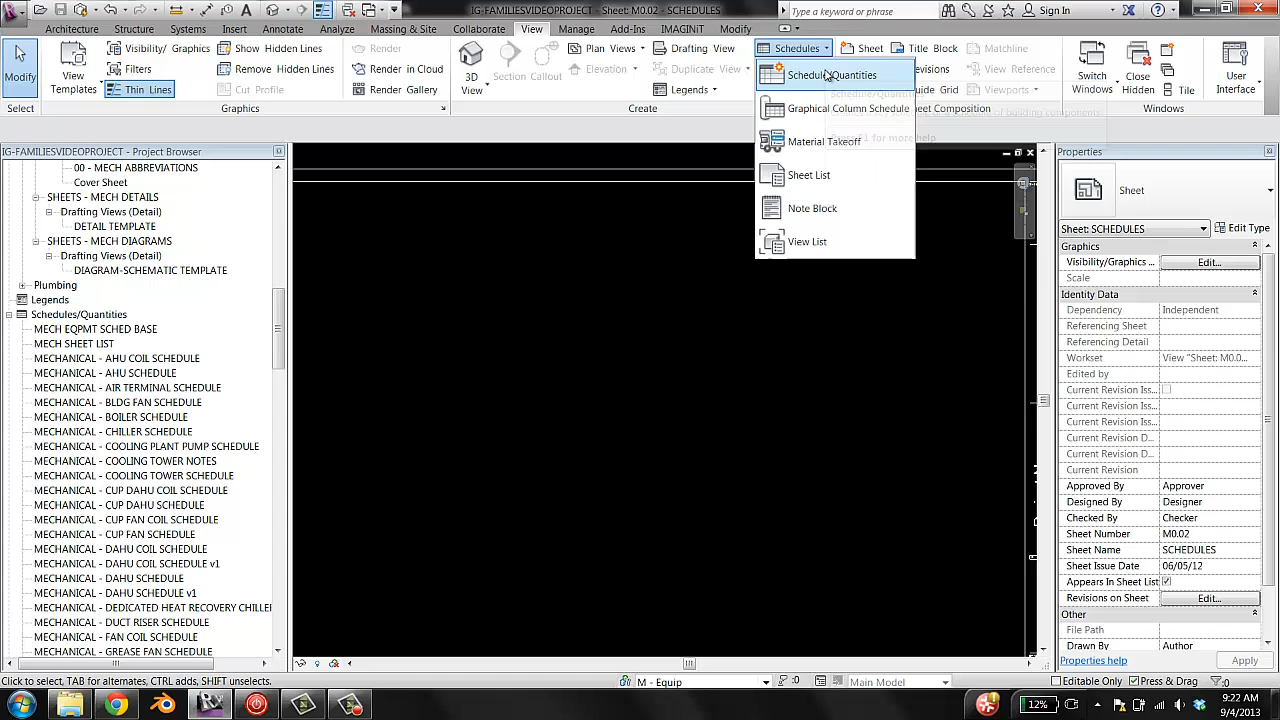 IG-FAMILIESVIDEOPROJECT - Sheet: M0.02 - SCHEDULES
Type a keyword or phrase
Sign In
Architecture Structure Systems Insert Annotate Analyze Massing & Site Collaborate View Manage Add-Ins IMAGINiT Modify
Modify
Select
View
Templates
Visibility/ Graphics
Filters
Thin Lines
Show Hidden Lines
Remove Hidden Lines
Cut Profile
Graphics
Render
Render in Cloud
Render Gallery
3D
View
Section
Callout
Plan Views
Elevation
Drafting View
Duplicate View
Legends
Create
Schedules
Sheet
Title Block
Matchline
View Reference
Viewports
Switch
Windows
Close
Hidden
User
Interface
Windows
Graphical Column Schedule
Material Takeoff
Sheet List
Note Block
View List
Sheet Composition
Press F1 for more help
IG-FAMILIESVIDEOPROJECT - Project Browser
00 - MECH ABBREVIATIONS
Cover Sheet
SHEETS - MECH DETAILS
Drafting Views (Detail)
DETAIL TEMPLATE
SHEETS - MECH DIAGRAMS
Drafting Views (Detail)
DIAGRAM-SCHEMATIC TEMPLATE
Plumbing
Legends
Schedules/Quantities
MECH EQPMT SCHED BASE
MECH SHEET LIST
MECHANICAL - AHU COIL SCHEDULE
MECHANICAL - AHU SCHEDULE
MECHANICAL - AIR TERMINAL SCHEDULE
MECHANICAL - BLDG FAN SCHEDULE
MECHANICAL - BOILER SCHEDULE
MECHANICAL - CHILLER SCHEDULE
MECHANICAL - COOLING PLANT PUMP SCHEDULE
MECHANICAL - COOLING TOWER NOTES
MECHANICAL - COOLING TOWER SCHEDULE
MECHANICAL - CUP DAHU COIL SCHEDULE
MECHANICAL - CUP DAHU SCHEDULE
MECHANICAL - CUP FAN COIL SCHEDULE
MECHANICAL - CUP FAN SCHEDULE
MECHANICAL - DAHU COIL SCHEDULE
MECHANICAL - DAHU COIL SCHEDULE v1
MECHANICAL - DAHU SCHEDULE
MECHANICAL - DAHU SCHEDULE v1
MECHANICAL - DEDICATED HEAT RECOVERY CHILLE
MECHANICAL - DUCT RISER SCHEDULE
MECHANICAL - FAN COIL SCHEDULE
MECHANICAL - GREASE FAN SCHEDULE
Properties
Sheet
Sheet: SCHEDULES
Edit Type
Graphics
Visibility/Graphics ... Edit...
Scale
Identity Data
Dependency Independent
Referencing Sheet
Referencing Detail
Workset View "Sheet: M0.0...
Edited by
Current Revision Iss...
Current Revision Iss...
Current Revision Iss...
Current Revision D...
Current Revision D...
Current Revision
Approved By Approver
Designed By Designer
Checked By Checker
Sheet Number M0.02
Sheet Name SCHEDULES
Sheet Issue Date 06/05/12
Appears In Sheet List
Revisions on Sheet Edit...
Other
File Path
Drawn By Author
Properties help
Apply
Click to select, TAB for alternates, CTRL adds, SHIFT unselects.
M - Equip
:0
Main Model
Editable Only
Press & Drag
:0
12%
9:22 AM
9/4/2013